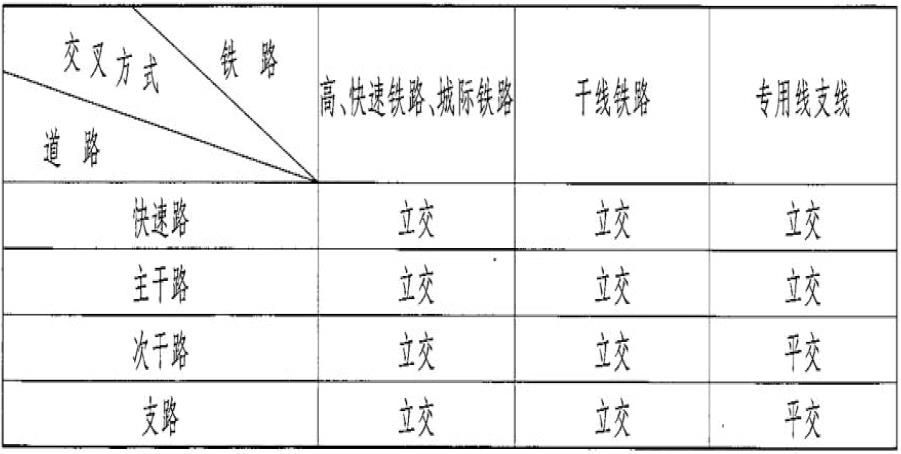 交叉方式
铁路
道路
高、快速铁路、城际铁路
干线铁路
专用线支线
快速路
立交
立交
立交
主干路
立交
立交
立交
次干路
立交
立交
平交
支路
立交
立交
平交